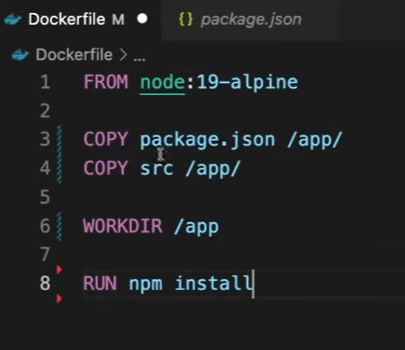 Dockerfile M
{} package.json
Dockerfile > ...
1 FROM node:19-alpine
2
3 COPY package.json /app/
4 COPY src /app/
5
6 WORKDIR /app
7
8 RUN npm install